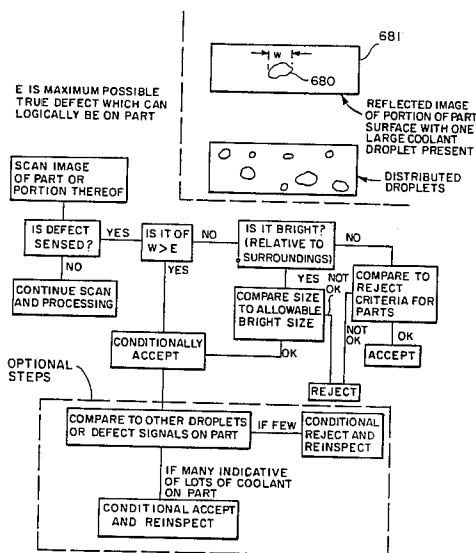 681
W
680
E IS MAXIMUM POSSIBLE
TRUE DEFECT WHICH CAN
LOGICALLY BE ON PART
REFLECTED IMAGE
OF PORTION OF PART
SURFACE WITH ONE
LARGE COOLANT
DROPLET PRESENT
DISTRIBUTED
DROPLETS
SCAN IMAGE
OF PART OR
PORTION THEREOF
IS DEFECT
SENSED?
YES
IS IT OF
W>E
NO
IS IT BRIGHT?
(RELATIVE TO
SURROUNDINGS)
NO
NO
YES
YES
NOT
OK
COMPARE TO
REJECT
CRITERIA FOR
PARTS
CONTINUE SCAN
AND PROCESSING
COMPARE SIZE
TO ALLOWABLE
BRIGHT SIZE
NOT
OK
OK
ACCEPT
CONDITIONALLY
ACCEPT
OK
REJECT
OPTIONAL
STEPS
COMPARE TO OTHER DROPLETS
OR DEFECT SIGNALS ON PART
IF FEW
CONDITIONAL
REJECT AND
REINSPECT
IF MANY INDICATIVE
OF LOTS OF COOLANT
ON PART
CONDITIONAL ACCEPT
AND REINSPECT